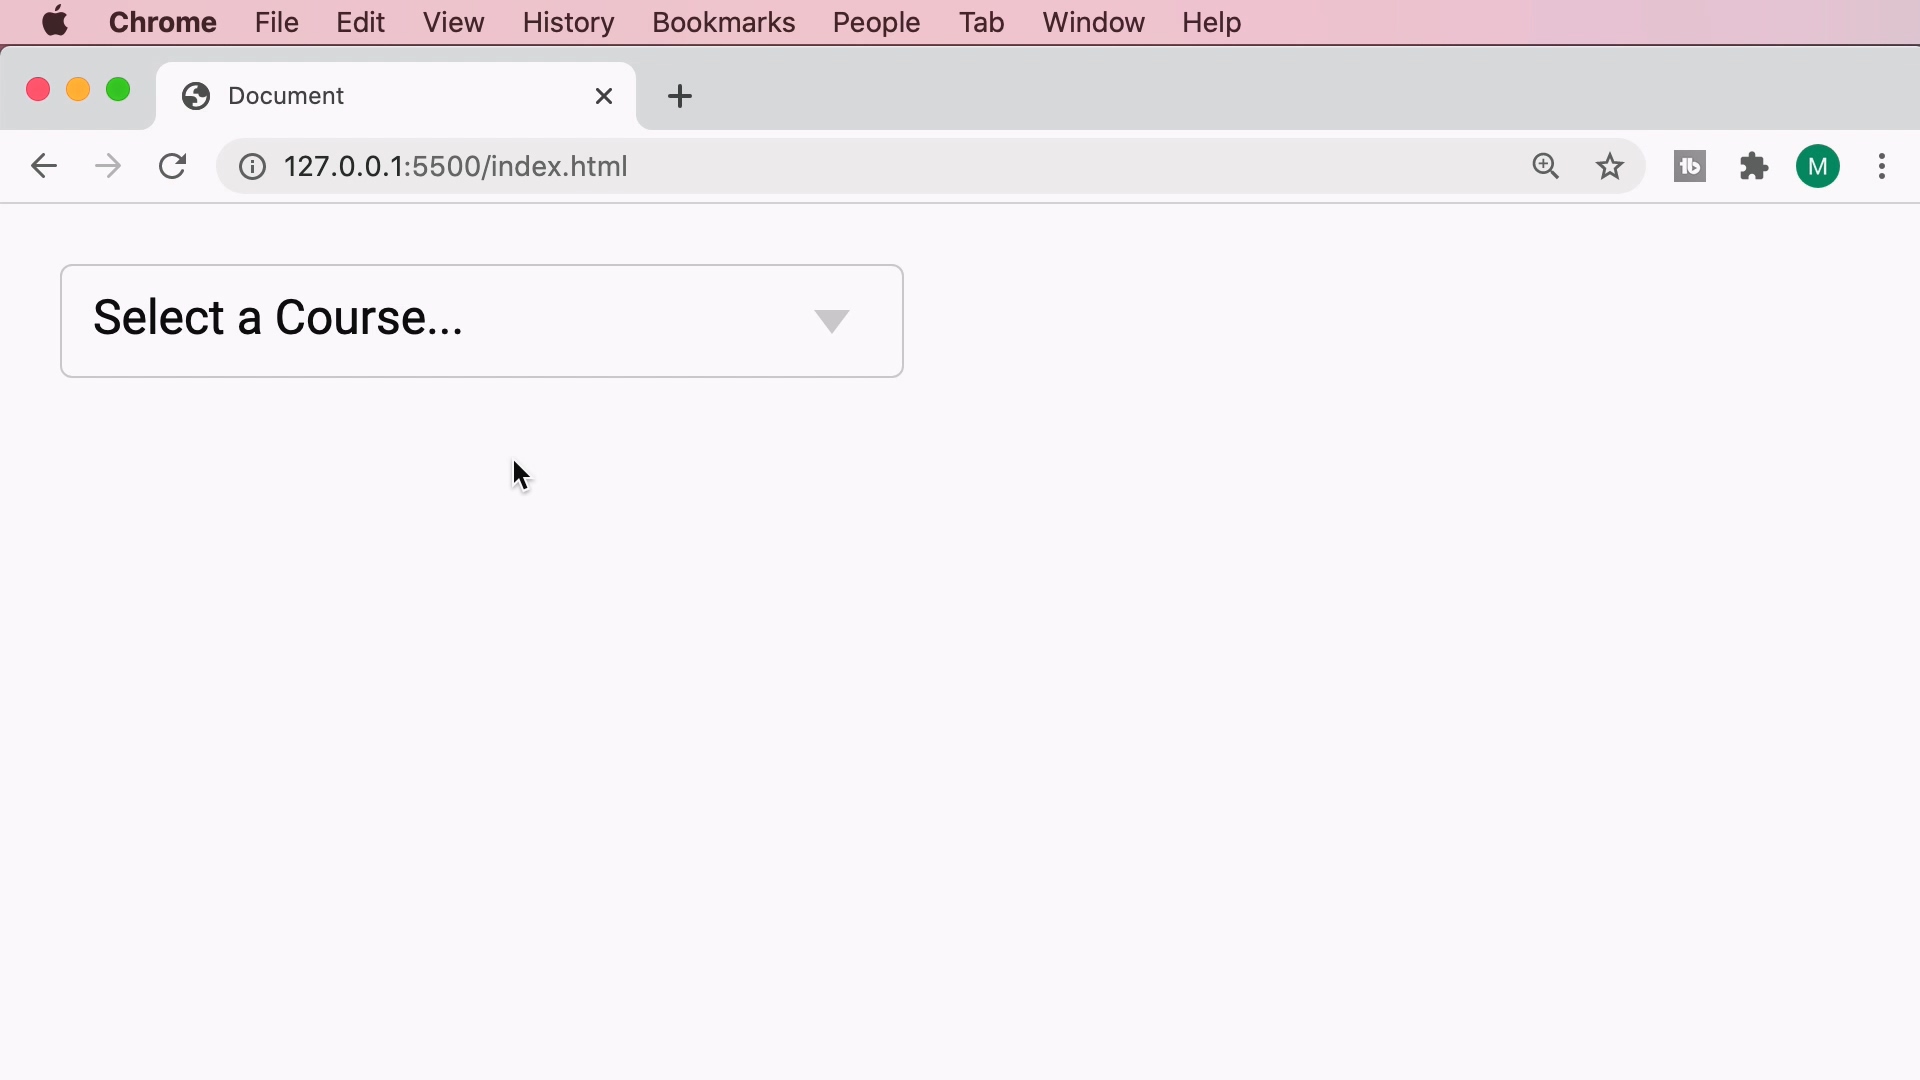 Chrome File Edit View History Bookmarks People Tab Window Help
Document
127.0.0.1:5500/index.html
M
Select a Course...